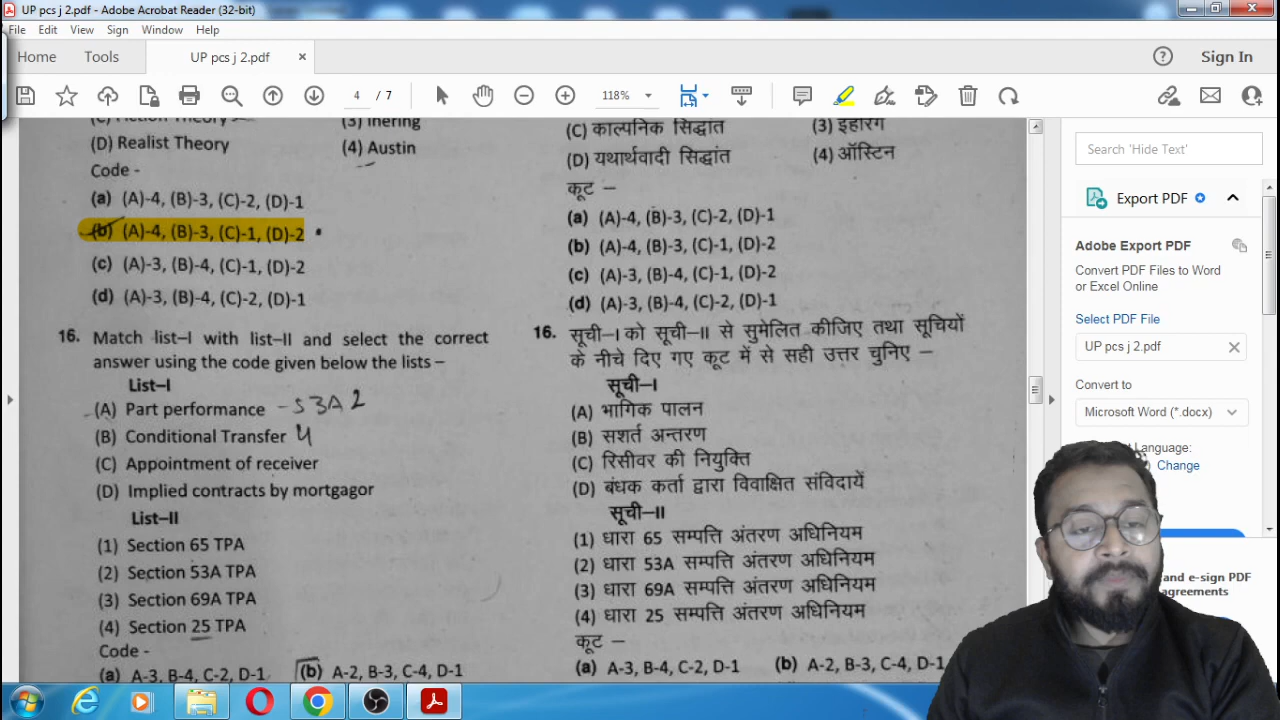 UP pcs j 2.pdf - Adobe Acrobat Reader (32-bit)
File Edit View Sign Window Help
Home Tools UP pcs j 2.pdf × ? Sign In
4 / 7 118%
(D) Realist Theory
(3) Ihering
(4) Austin
Code -
(a) (A)-4, (B)-3, (C)-2, (D)-1
(b) (A)-4, (B)-3, (C)-1, (D)-2
(c) (A)-3, (B)-4, (C)-1, (D)-2
(d) (A)-3, (B)-4, (C)-2, (D)-1
16. Match list-I with list-II and select the correct
answer using the code given below the lists –
List-I
(A) Part performance - 53A 2
(B) Conditional Transfer 4
(C) Appointment of receiver
(D) Implied contracts by mortgagor
List-II
(1) Section 65 TPA
(2) Section 53A TPA
(3) Section 69A TPA
(4) Section 25 TPA
Code -
(a) A-3, B-4, C-2, D-1 (b) A-2, B-3, C-4, D-1
(C) काल्पनिक सिद्धांत (3) इहरिंग
(D) यथार्थवादी सिद्धांत (4) ऑस्टिन
कूट –
(a) (A)-4, (B)-3, (C)-2, (D)-1
(b) (A)-4, (B)-3, (C)-1, (D)-2
(c) (A)-3, (B)-4, (C)-1, (D)-2
(d) (A)-3, (B)-4, (C)-2, (D)-1
16. सूची-I को सूची-II से सुमेलित कीजिए तथा सूचियों
के नीचे दिए गए कूट में से सही उत्तर चुनिए –
सूची-I
(A) भागिक पालन
(B) सशर्त अन्तरण
(C) रिसीवर की नियुक्ति
(D) बंधक कर्ता द्वारा विवाक्षित संविदायें
सूची-II
(1) धारा 65 सम्पत्ति अंतरण अधिनियम
(2) धारा 53A सम्पत्ति अंतरण अधिनियम
(3) धारा 69A सम्पत्ति अंतरण अधिनियम
(4) धारा 25 सम्पत्ति अंतरण अधिनियम
कूट –
(a) A-3, B-4, C-2, D-1 (b) A-2, B-3, C-4, D-1
Search 'Hide Text'
Export PDF
Adobe Export PDF
Convert PDF Files to Word
or Excel Online
Select PDF File
UP pcs j 2.pdf
Convert to
Microsoft Word (*.docx)
Language:
Change
and e-sign PDF
agreements